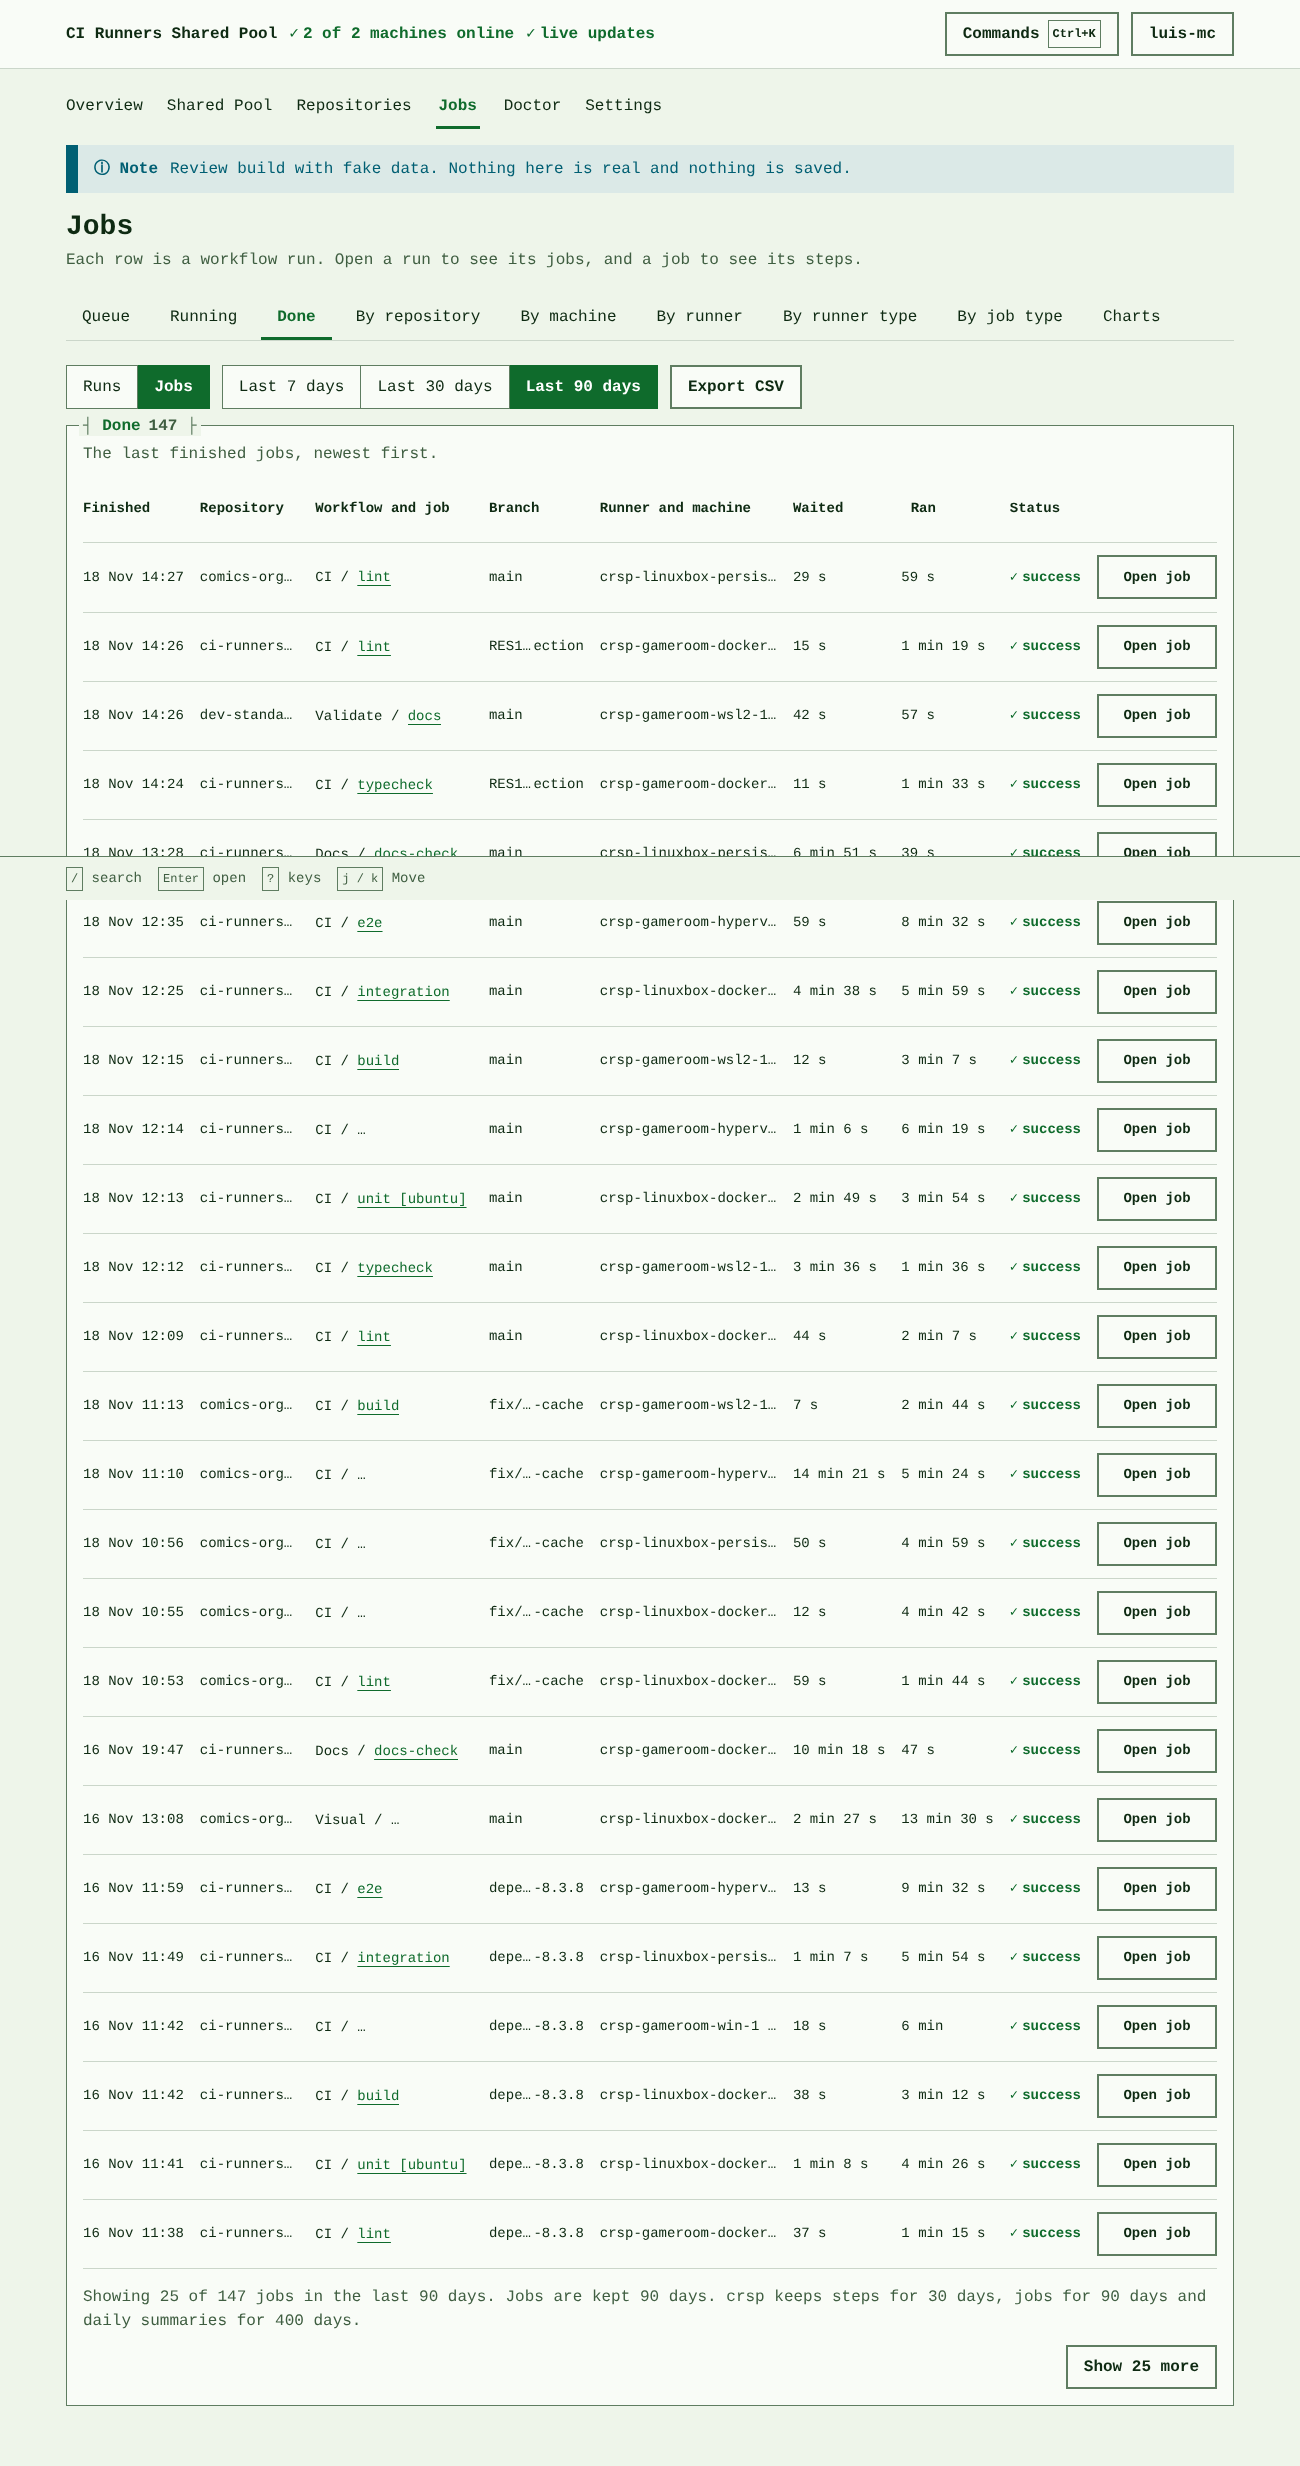 CI Runners Shared Pool ✓ 2 of 2 machines online ✓ live updates Commands Ctrl+K luis-mc
Overview Shared Pool Repositories Jobs Doctor Settings
ⓘ Note Review build with fake data. Nothing here is real and nothing is saved.
Jobs
Each row is a workflow run. Open a run to see its jobs, and a job to see its steps.
Queue Running Done By repository By machine By runner By runner type By job type Charts
Runs Jobs Last 7 days Last 30 days Last 90 days Export CSV
Done 147
The last finished jobs, newest first.
Finished Repository Workflow and job Branch Runner and machine Waited Ran Status
18 Nov 14:27 comics-org… CI / lint main crsp-linuxbox-persis… 29 s 59 s ✓ success Open job
18 Nov 14:26 ci-runners… CI / lint RES1…ection crsp-gameroom-docker… 15 s 1 min 19 s ✓ success Open job
18 Nov 14:26 dev-standa… Validate / docs main crsp-gameroom-wsl2-1… 42 s 57 s ✓ success Open job
18 Nov 14:24 ci-runners… CI / typecheck RES1…ection crsp-gameroom-docker… 11 s 1 min 33 s ✓ success Open job
18 Nov 13:28 ci-runners… Docs / docs-check main crsp-linuxbox-persis… 6 min 51 s 39 s ✓ success Open job
/ search Enter open ? keys j / k Move
18 Nov 12:35 ci-runners… CI / e2e main crsp-gameroom-hyperv… 59 s 8 min 32 s ✓ success Open job
18 Nov 12:25 ci-runners… CI / integration main crsp-linuxbox-docker… 4 min 38 s 5 min 59 s ✓ success Open job
18 Nov 12:15 ci-runners… CI / build main crsp-gameroom-wsl2-1… 12 s 3 min 7 s ✓ success Open job
18 Nov 12:14 ci-runners… CI / … main crsp-gameroom-hyperv… 1 min 6 s 6 min 19 s ✓ success Open job
18 Nov 12:13 ci-runners… CI / unit [ubuntu] main crsp-linuxbox-docker… 2 min 49 s 3 min 54 s ✓ success Open job
18 Nov 12:12 ci-runners… CI / typecheck main crsp-gameroom-wsl2-1… 3 min 36 s 1 min 36 s ✓ success Open job
18 Nov 12:09 ci-runners… CI / lint main crsp-linuxbox-docker… 44 s 2 min 7 s ✓ success Open job
18 Nov 11:13 comics-org… CI / build fix/…-cache crsp-gameroom-wsl2-1… 7 s 2 min 44 s ✓ success Open job
18 Nov 11:10 comics-org… CI / … fix/…-cache crsp-gameroom-hyperv… 14 min 21 s 5 min 24 s ✓ success Open job
18 Nov 10:56 comics-org… CI / … fix/…-cache crsp-linuxbox-persis… 50 s 4 min 59 s ✓ success Open job
18 Nov 10:55 comics-org… CI / … fix/…-cache crsp-linuxbox-docker… 12 s 4 min 42 s ✓ success Open job
18 Nov 10:53 comics-org… CI / lint fix/…-cache crsp-linuxbox-docker… 59 s 1 min 44 s ✓ success Open job
16 Nov 19:47 ci-runners… Docs / docs-check main crsp-gameroom-docker… 10 min 18 s 47 s ✓ success Open job
16 Nov 13:08 comics-org… Visual / … main crsp-linuxbox-docker… 2 min 27 s 13 min 30 s ✓ success Open job
16 Nov 11:59 ci-runners… CI / e2e depe…-8.3.8 crsp-gameroom-hyperv… 13 s 9 min 32 s ✓ success Open job
16 Nov 11:49 ci-runners… CI / integration depe…-8.3.8 crsp-linuxbox-persis… 1 min 7 s 5 min 54 s ✓ success Open job
16 Nov 11:42 ci-runners… CI / … depe…-8.3.8 crsp-gameroom-win-1 … 18 s 6 min ✓ success Open job
16 Nov 11:42 ci-runners… CI / build depe…-8.3.8 crsp-linuxbox-docker… 38 s 3 min 12 s ✓ success Open job
16 Nov 11:41 ci-runners… CI / unit [ubuntu] depe…-8.3.8 crsp-linuxbox-docker… 1 min 8 s 4 min 26 s ✓ success Open job
16 Nov 11:38 ci-runners… CI / lint depe…-8.3.8 crsp-gameroom-docker… 37 s 1 min 15 s ✓ success Open job
Showing 25 of 147 jobs in the last 90 days. Jobs are kept 90 days. crsp keeps steps for 30 days, jobs for 90 days and
daily summaries for 400 days.
Show 25 more